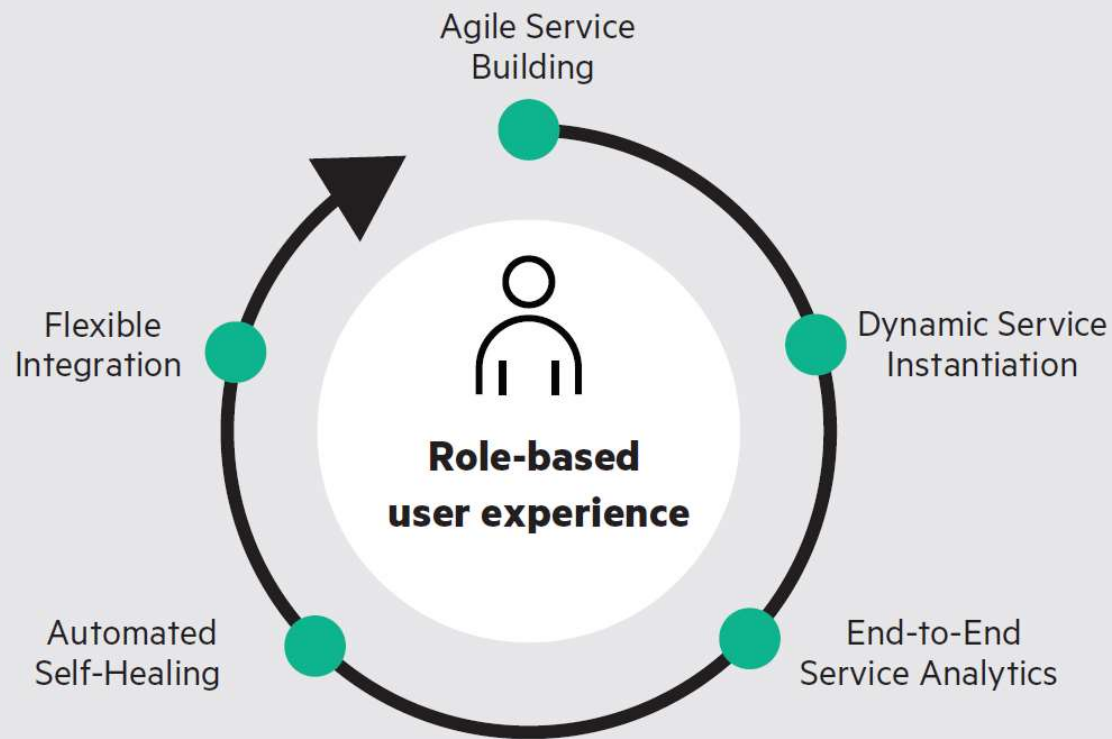 Agile Service
Building
Dynamic Service
Instantiation
End-to-End
Service Analytics
Automated
Self-Healing
Flexible
Integration
Role-based
user experience